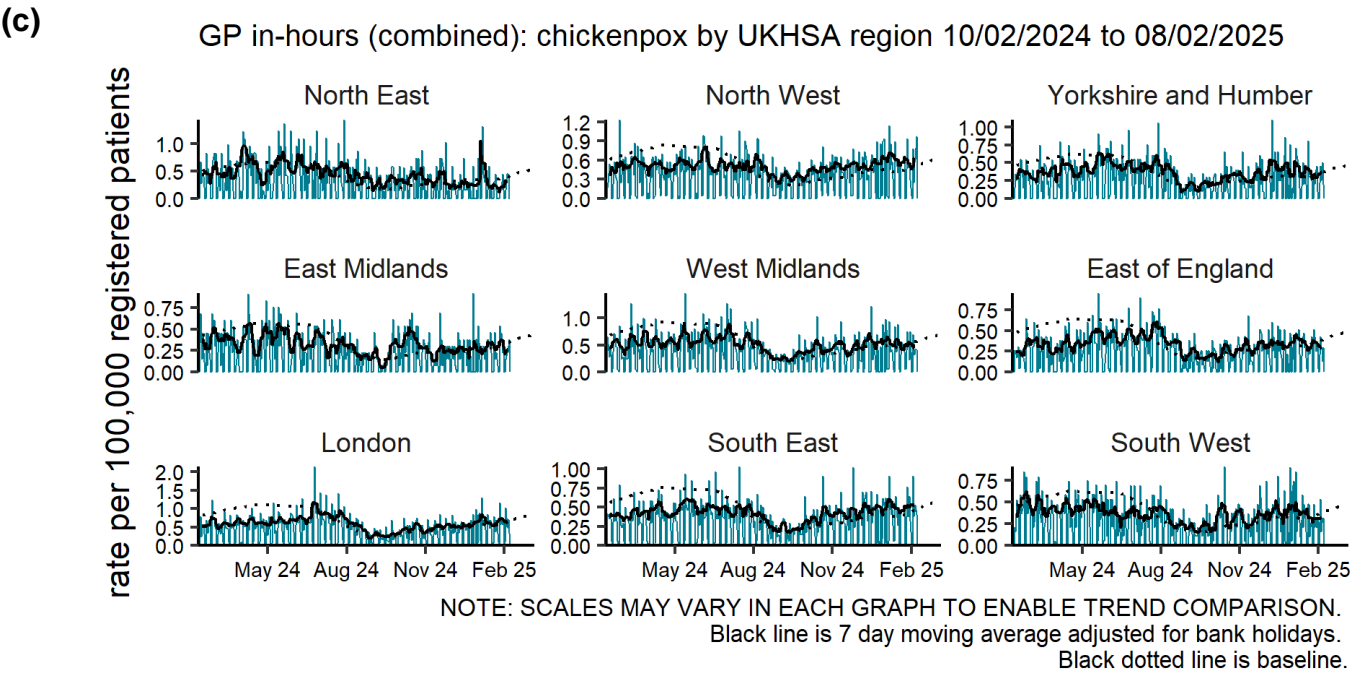 (c)
GP in-hours (combined): chickenpox by UKHSA region 10/02/2024 to 08/02/2025
rate per 100,000 registered patients
North East
1.0
0.5
0.0
North West
1.2
0.9
0.6
0.3
0.0
Yorkshire and Humber
1.00
0.75
0.50
0.25
0.00
East Midlands
0.75
0.50
0.25
0.00
West Midlands
1.0
0.5
0.0
East of England
0.75
0.50
0.25
0.00
London
2.0
1.5
1.0
0.5
0.0
May 24 Aug 24 Nov 24 Feb 25
South East
1.00
0.75
0.50
0.25
0.00
May 24 Aug 24 Nov 24 Feb 25
South West
0.75
0.50
0.25
0.00
May 24 Aug 24 Nov 24 Feb 25
NOTE: SCALES MAY VARY IN EACH GRAPH TO ENABLE TREND COMPARISON.
Black line is 7 day moving average adjusted for bank holidays.
Black dotted line is baseline.